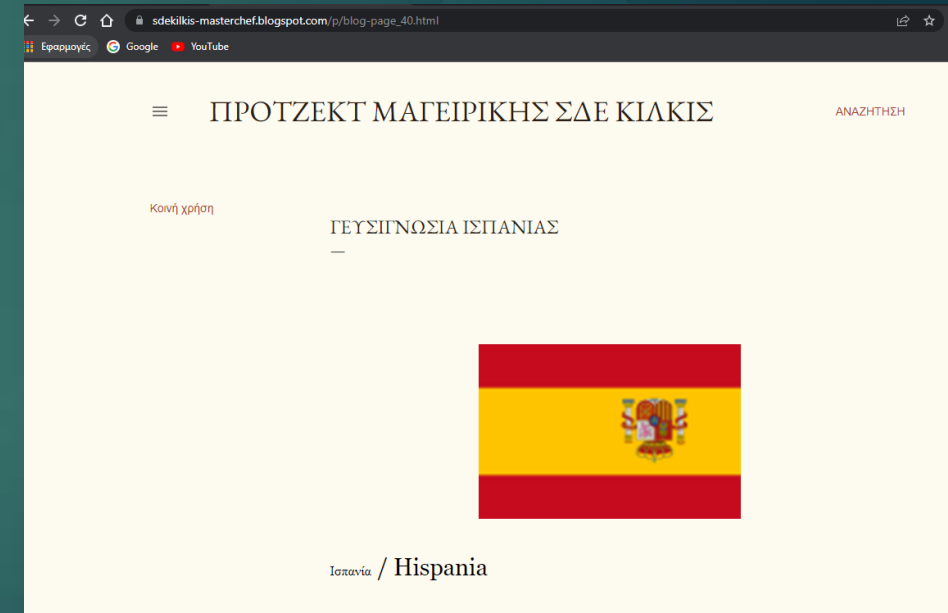 sdekilkis-masterchef.blogspot.com/p/blog-page_40.html
Εφαρμογές Google YouTube
ΠΡΟΤΖΕΚΤ ΜΑΓΕΙΡΙΚΗΣ ΣΔΕ ΚΙΛΚΙΣ ΑΝΑΖΗΤΗΣΗ
Κοινή χρήση
ΓΕΥΣΙΓΝΩΣΙΑ ΙΣΠΑΝΙΑΣ
Ισπανία / Hispania